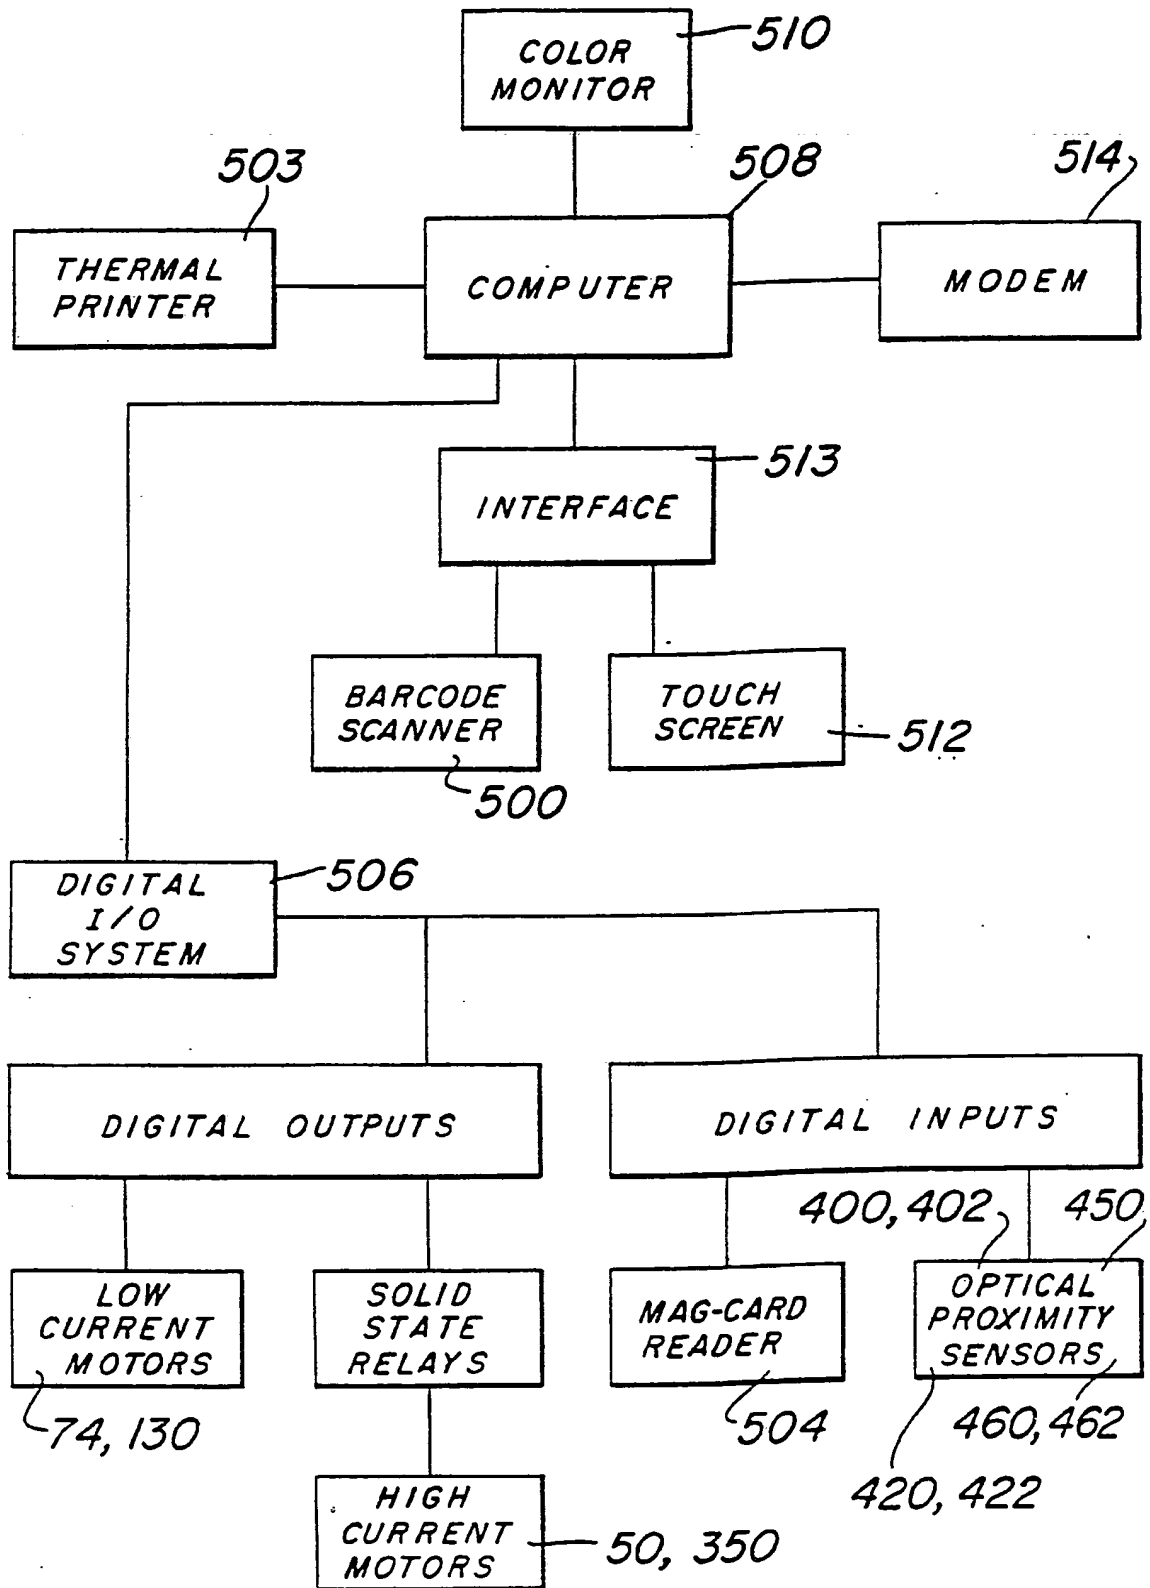 COLOR
MONITOR
510
503
508
514
THERMAL
PRINTER
COMPUTER
MODEM
513
INTERFACE
BARCODE
SCANNER
TOUCH
SCREEN
512
500
DIGITAL
I/O
SYSTEM
506
DIGITAL OUTPUTS
DIGITAL INPUTS
400, 402
450
LOW
CURRENT
MOTORS
SOLID
STATE
RELAYS
MAG-CARD
READER
OPTICAL
PROXIMITY
SENSORS
74, 130
504
460, 462
420, 422
HIGH
CURRENT
MOTORS
50, 350